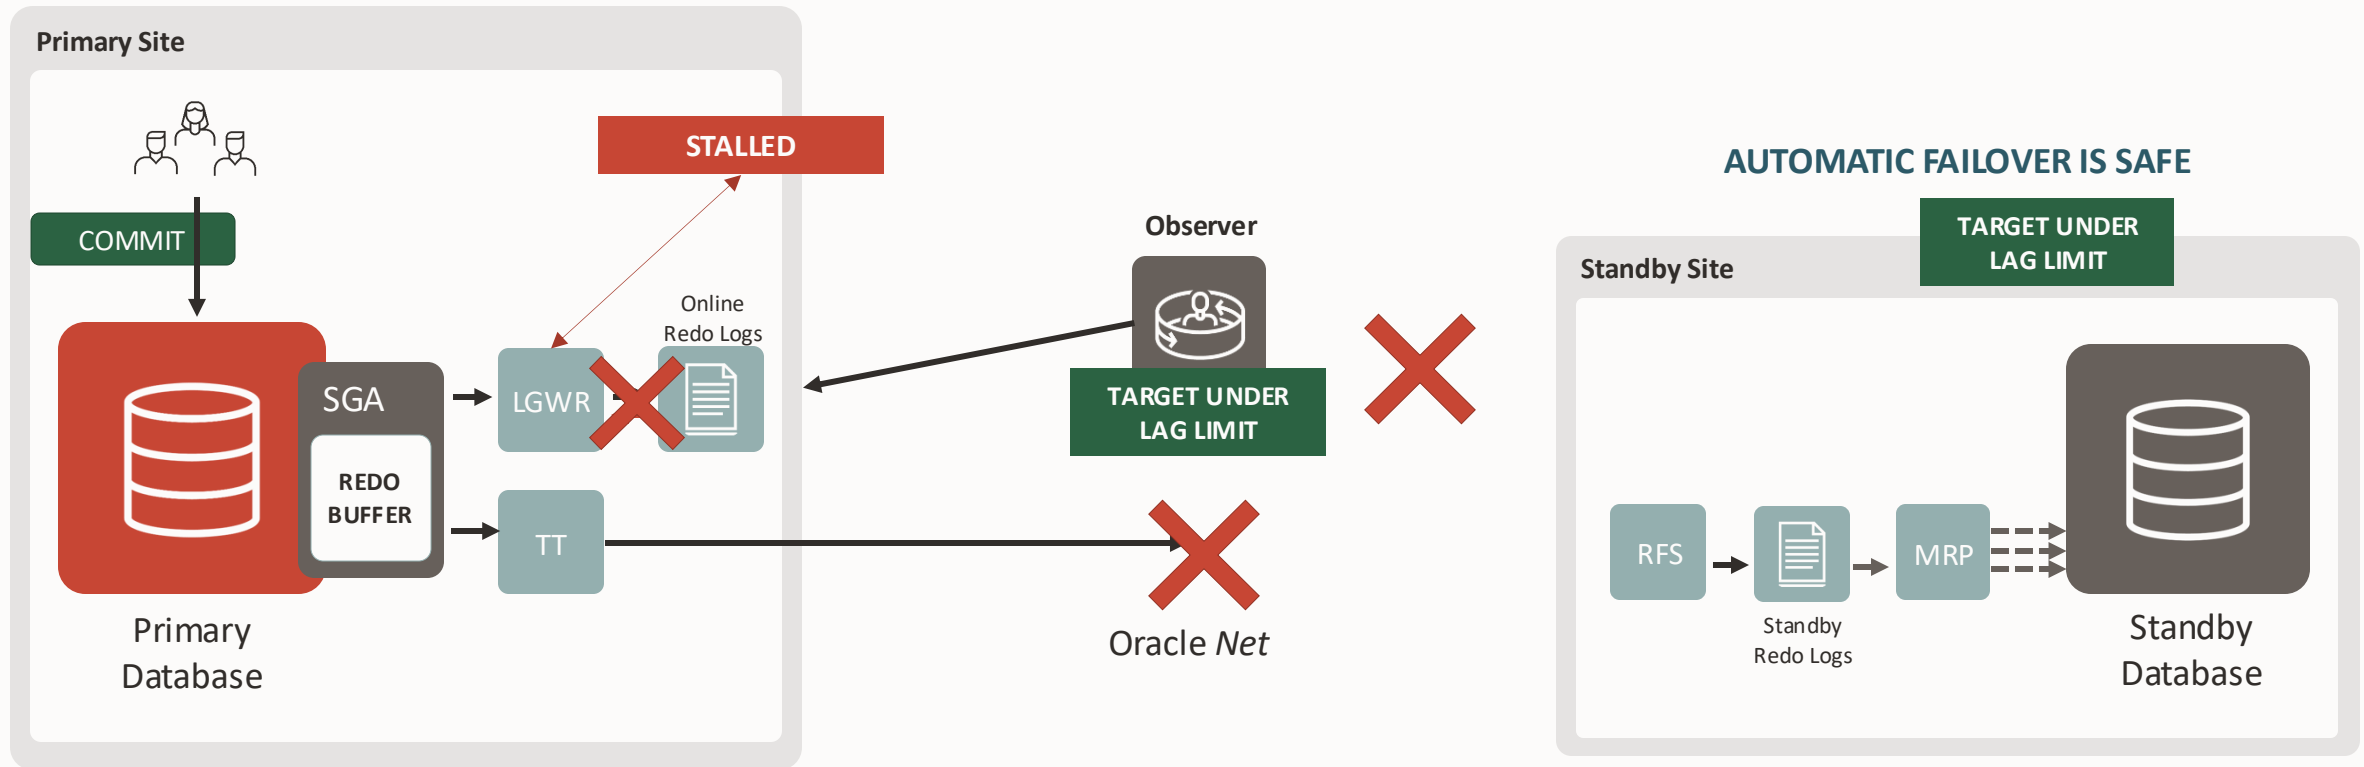 Primary Site
STALLED
COMMIT
Online
Redo Logs
SGA
LGWR
REDO
BUFFER
TT
Primary
Database
Observer
TARGET UNDER
LAG LIMIT
Oracle Net
AUTOMATIC FAILOVER IS SAFE
TARGET UNDER
LAG LIMIT
Standby Site
RFS
MRP
Standby
Redo Logs
Standby
Database